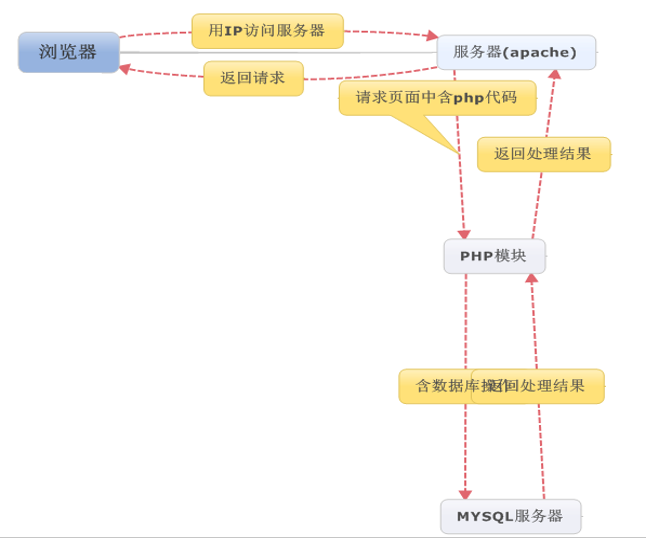 用IP访问服务器
浏览器
服务器(apache)
返回请求
请求页面中含php代码
返回处理结果
PHP模块
含数据库操作
返回处理结果
MYSQL服务器